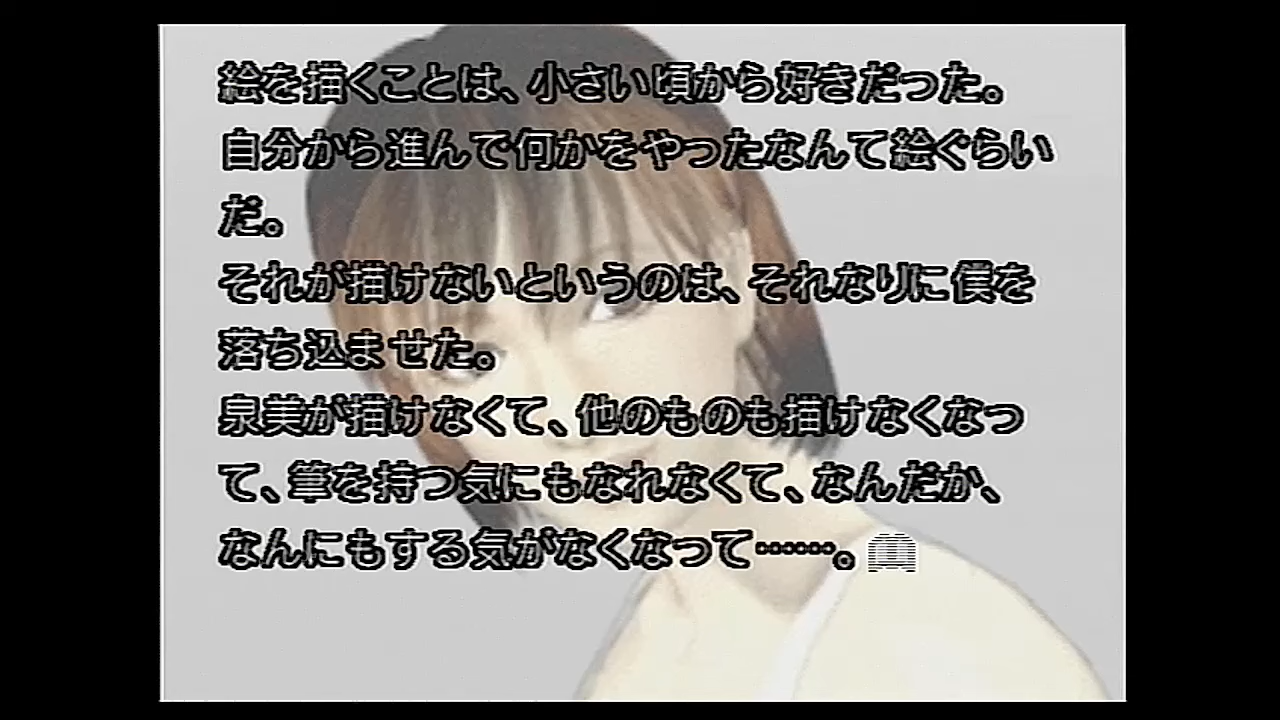 絵を描くことは、小さい頃から好きだった。
自分から進んで何かをやったなんて絵ぐらい
だ。
それが描けないというのは、それなりに僕を
落ち込ませた。
泉美が描けなくて、他のものも描けなくなっ
て、筆を持つ気にもなれなくて、なんだか、
なんにもする気がなくなって……。